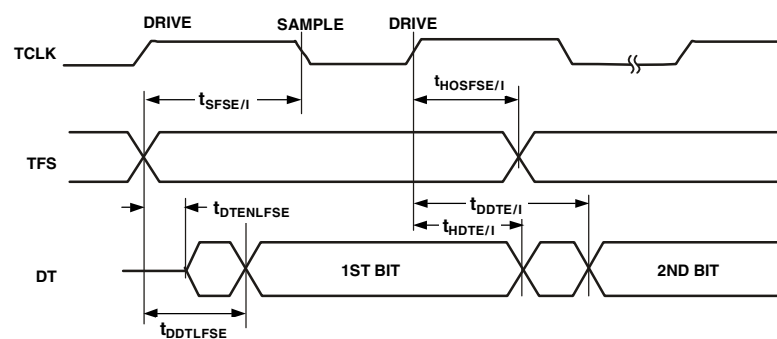 DRIVE SAMPLE DRIVE
TCLK
tSFSE/I
tHOSFSE/I
TFS
tDTENLFSE
tDDTE/I
tHDTE/I
DT
1ST BIT
2ND BIT
tDDTLFSE